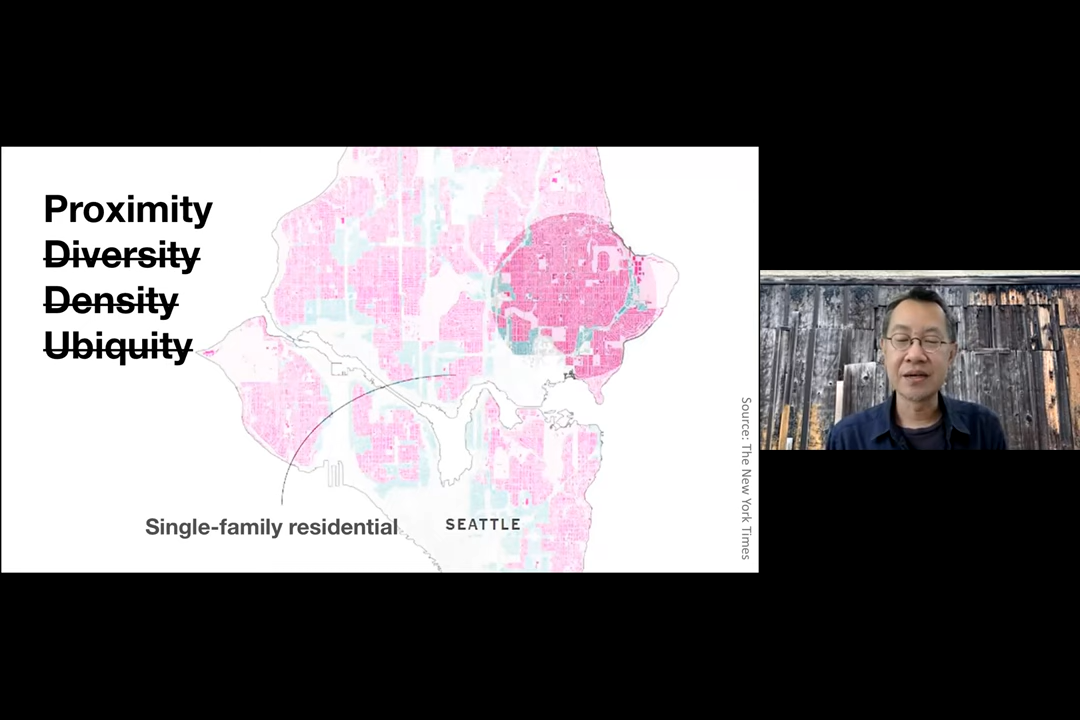 Proximity
Diversity
Density
Ubiquity
Single-family residential
SEATTLE
Source: The New York Times